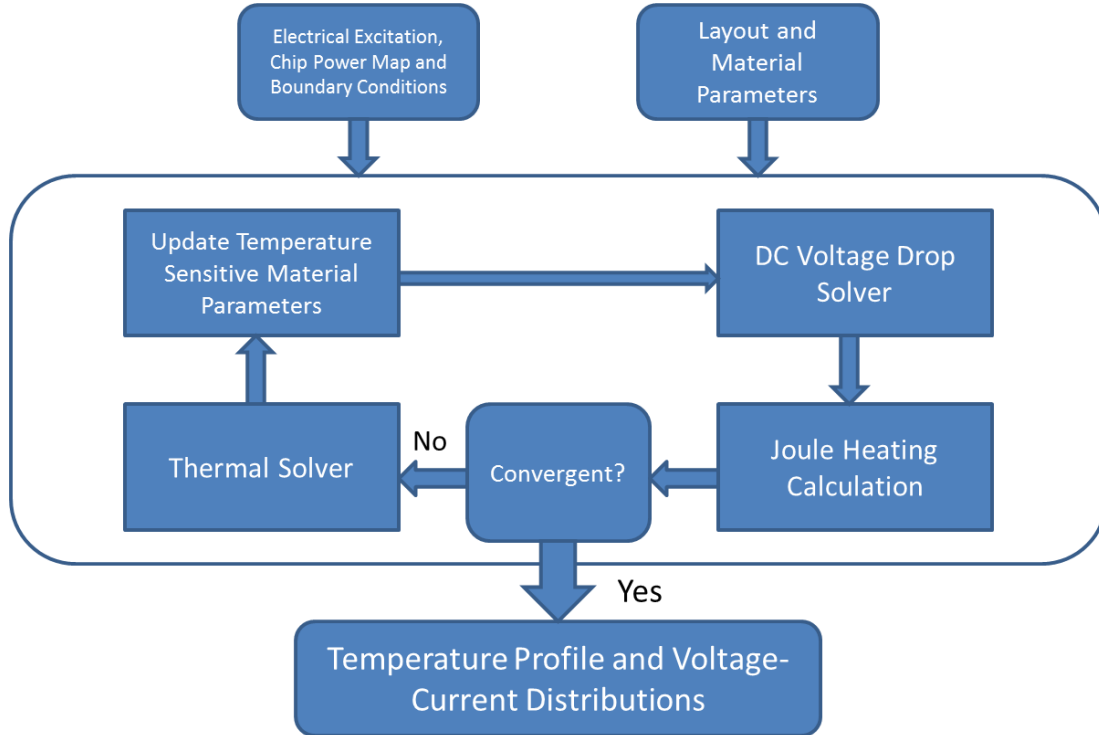 Electrical Excitation,
Chip Power Map and
Boundary Conditions
Layout and
Material
Parameters
Update Temperature
Sensitive Material
Parameters
DC Voltage Drop
Solver
Thermal Solver
No
Convergent?
Joule Heating
Calculation
Yes
Temperature Profile and Voltage-
Current Distributions